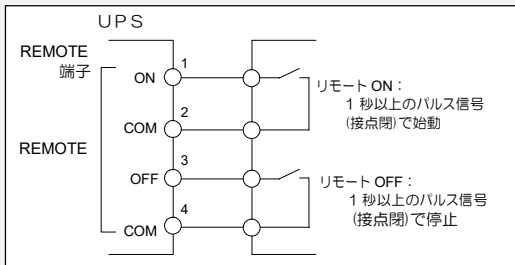 UPS
REMOTE
端子
REMOTE
ON
1
COM
2
OFF
3
COM
4
リモート ON：
1 秒以上のパルス信号
(接点閉)で始動
リモート OFF：
1 秒以上のパルス信号
(接点閉)で停止